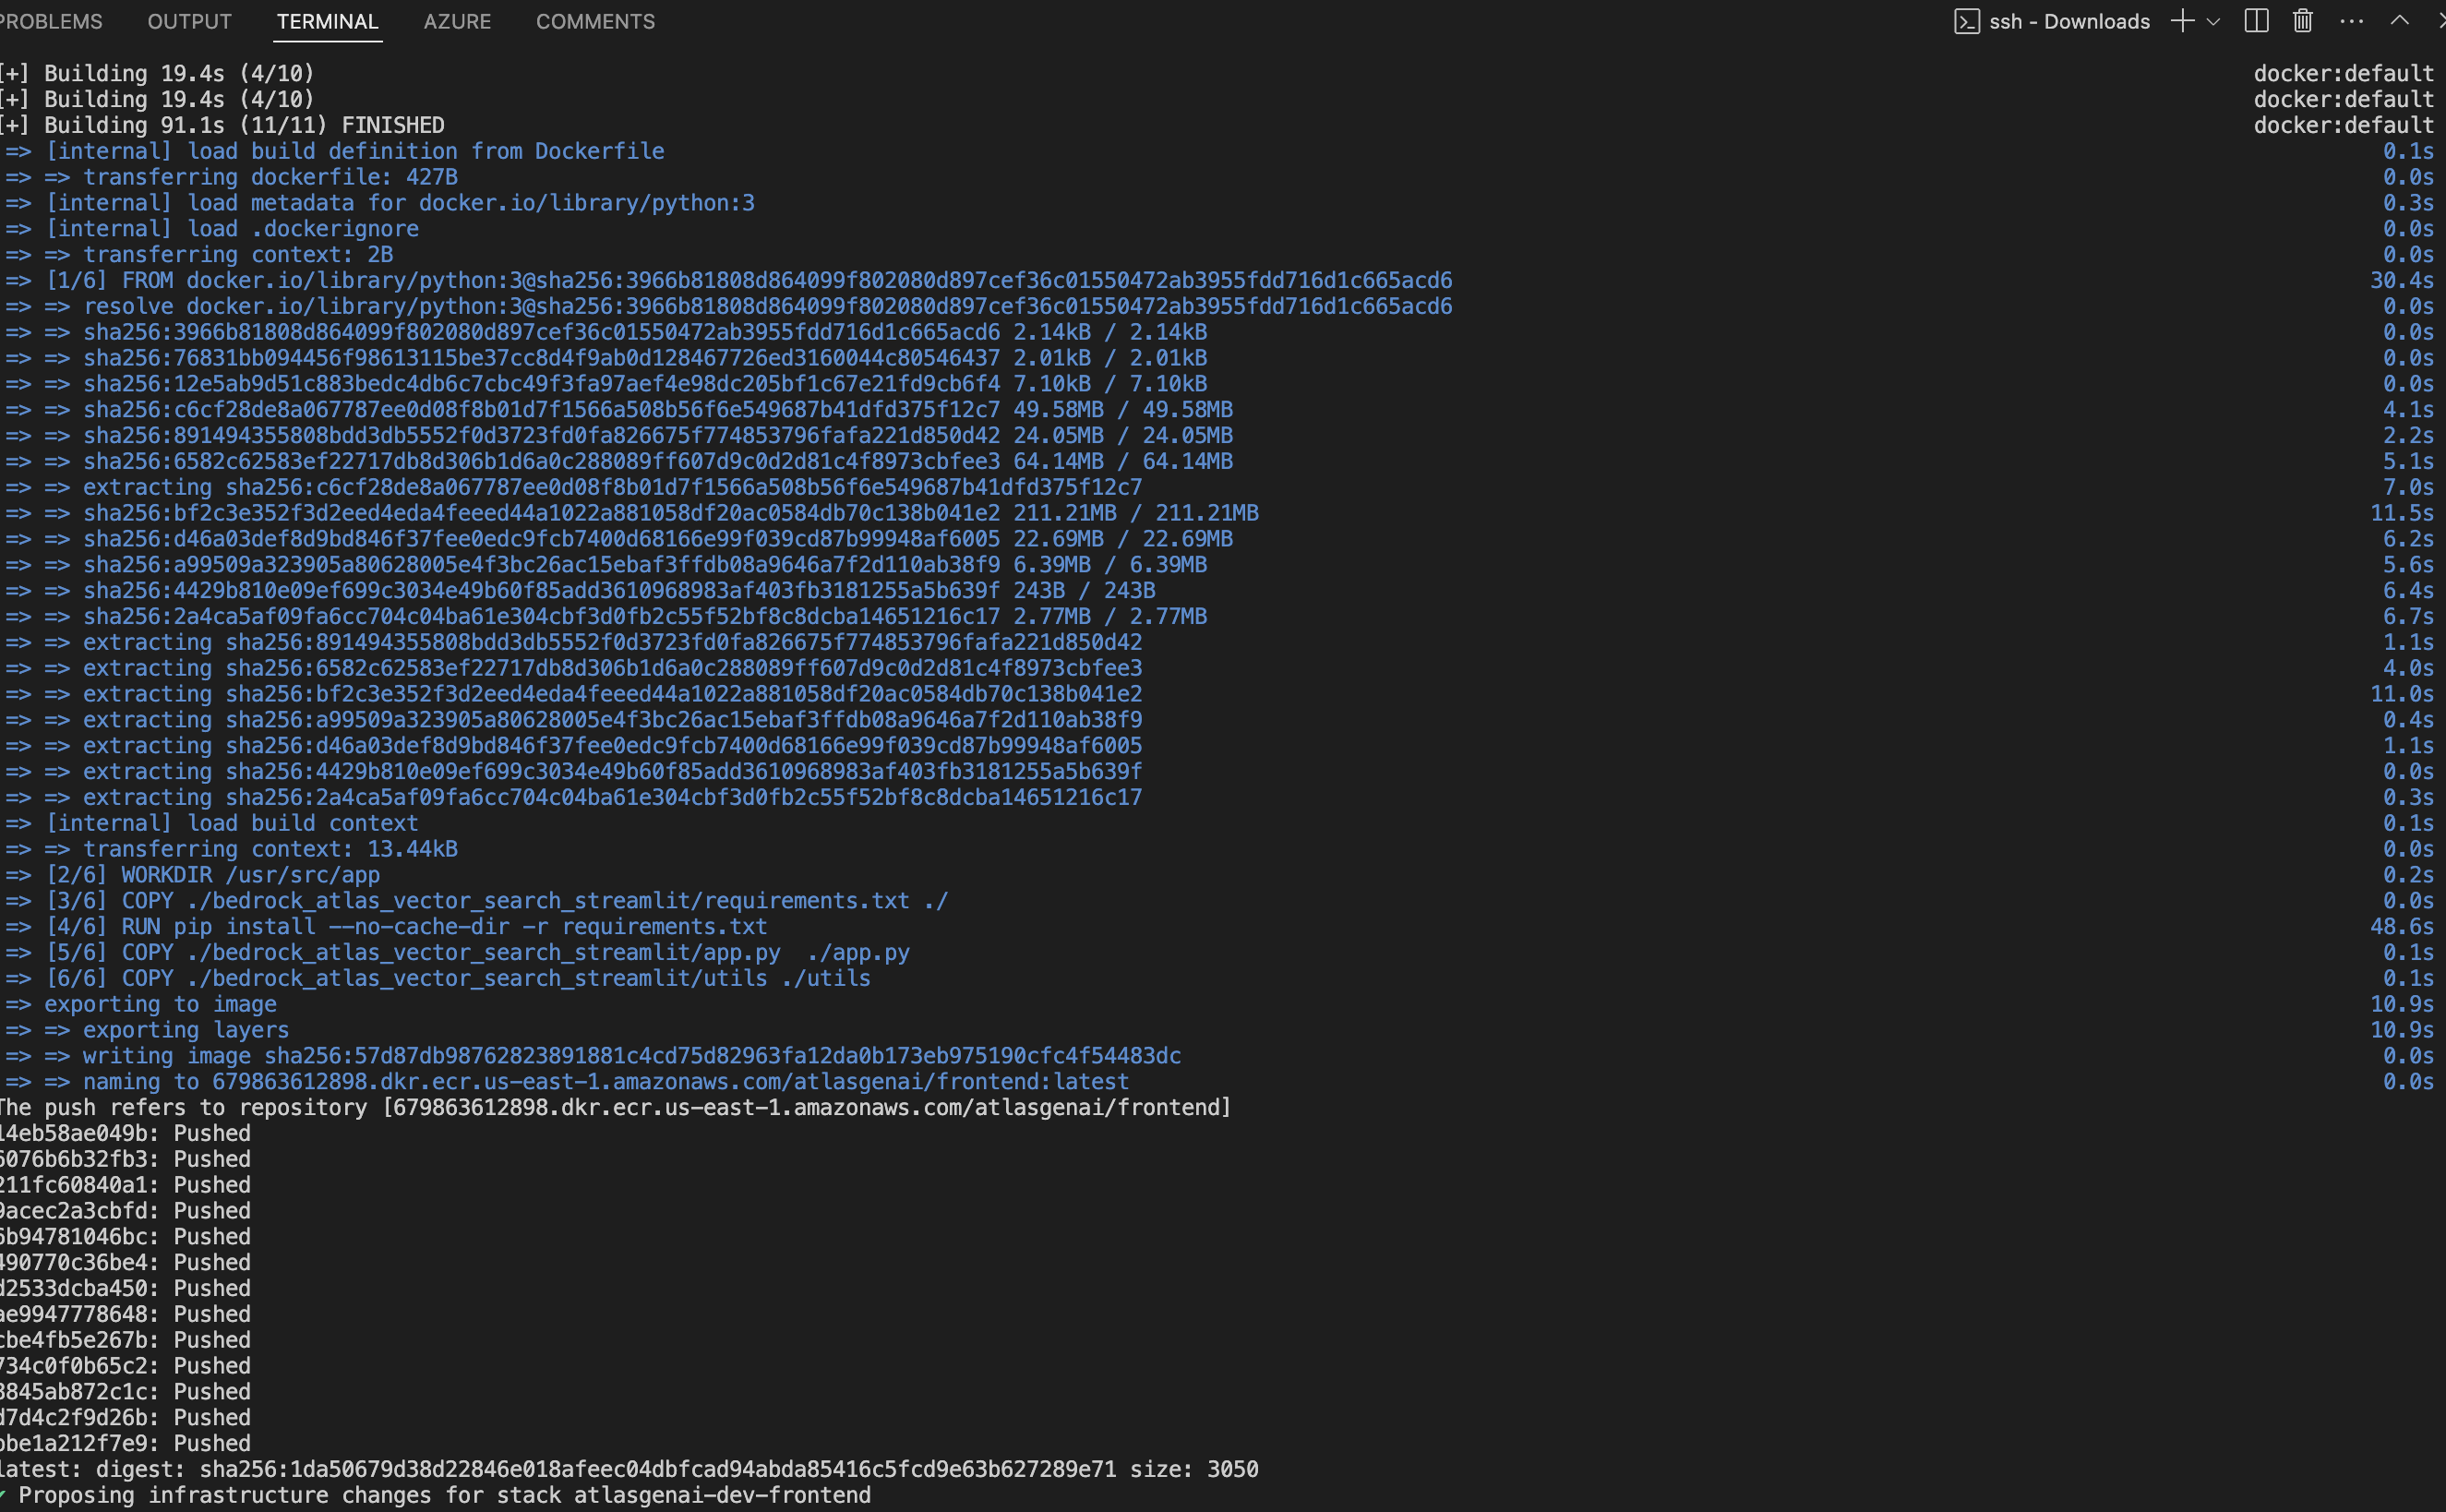 PROBLEMS OUTPUT TERMINAL AZURE COMMENTS ssh - Downloads
[+] Building 19.4s (4/10) docker:default
[+] Building 19.4s (4/10) docker:default
[+] Building 91.1s (11/11) FINISHED docker:default
=> [internal] load build definition from Dockerfile 0.1s
=> => transferring dockerfile: 427B 0.0s
=> [internal] load metadata for docker.io/library/python:3 0.3s
=> [internal] load .dockerignore 0.0s
=> => transferring context: 2B 0.0s
=> [1/6] FROM docker.io/library/python:3@sha256:3966b81808d864099f802080d897cef36c01550472ab3955fdd716d1c665acd6 30.4s
=> => resolve docker.io/library/python:3@sha256:3966b81808d864099f802080d897cef36c01550472ab3955fdd716d1c665acd6 0.0s
=> => sha256:3966b81808d864099f802080d897cef36c01550472ab3955fdd716d1c665acd6 2.14kB / 2.14kB 0.0s
=> => sha256:76831bb094456f98613115be37cc8d4f9ab0d128467726ed3160044c80546437 2.01kB / 2.01kB 0.0s
=> => sha256:12e5ab9d51c883bedc4db6c7cbc49f3fa97aef4e98dc205bf1c67e21fd9cb6f4 7.10kB / 7.10kB 0.0s
=> => sha256:c6cf28de8a067787ee0d08f8b01d7f1566a508b56f6e549687b41dfd375f12c7 49.58MB / 49.58MB 4.1s
=> => sha256:891494355808bdd3db5552f0d3723fd0fa826675f774853796fafa221d850d42 24.05MB / 24.05MB 2.2s
=> => sha256:6582c62583ef22717db8d306b1d6a0c288089ff607d9c0d2d81c4f8973cbfee3 64.14MB / 64.14MB 5.1s
=> => extracting sha256:c6cf28de8a067787ee0d08f8b01d7f1566a508b56f6e549687b41dfd375f12c7 7.0s
=> => sha256:bf2c3e352f3d2eed4eda4feeed44a1022a881058df20ac0584db70c138b041e2 211.21MB / 211.21MB 11.5s
=> => sha256:d46a03def8d9bd846f37fee0edc9fcb7400d68166e99f039cd87b99948af6005 22.69MB / 22.69MB 6.2s
=> => sha256:a99509a323905a80628005e4f3bc26ac15ebaf3ffdb08a9646a7f2d110ab38f9 6.39MB / 6.39MB 5.6s
=> => sha256:4429b810e09ef699c3034e49b60f85add3610968983af403fb3181255a5b639f 243B / 243B 6.4s
=> => sha256:2a4ca5af09fa6cc704c04ba61e304cbf3d0fb2c55f52bf8c8dcba14651216c17 2.77MB / 2.77MB 6.7s
=> => extracting sha256:891494355808bdd3db5552f0d3723fd0fa826675f774853796fafa221d850d42 1.1s
=> => extracting sha256:6582c62583ef22717db8d306b1d6a0c288089ff607d9c0d2d81c4f8973cbfee3 4.0s
=> => extracting sha256:bf2c3e352f3d2eed4eda4feeed44a1022a881058df20ac0584db70c138b041e2 11.0s
=> => extracting sha256:a99509a323905a80628005e4f3bc26ac15ebaf3ffdb08a9646a7f2d110ab38f9 0.4s
=> => extracting sha256:d46a03def8d9bd846f37fee0edc9fcb7400d68166e99f039cd87b99948af6005 1.1s
=> => extracting sha256:4429b810e09ef699c3034e49b60f85add3610968983af403fb3181255a5b639f 0.0s
=> => extracting sha256:2a4ca5af09fa6cc704c04ba61e304cbf3d0fb2c55f52bf8c8dcba14651216c17 0.3s
=> [internal] load build context 0.1s
=> => transferring context: 13.44kB 0.0s
=> [2/6] WORKDIR /usr/src/app 0.2s
=> [3/6] COPY ./bedrock_atlas_vector_search_streamlit/requirements.txt ./ 0.0s
=> [4/6] RUN pip install --no-cache-dir -r requirements.txt 48.6s
=> [5/6] COPY ./bedrock_atlas_vector_search_streamlit/app.py  ./app.py 0.1s
=> [6/6] COPY ./bedrock_atlas_vector_search_streamlit/utils ./utils 0.1s
=> exporting to image 10.9s
=> => exporting layers 10.9s
=> => writing image sha256:57d87db98762823891881c4cd75d82963fa12da0b173eb975190cfc4f54483dc 0.0s
=> => naming to 679863612898.dkr.ecr.us-east-1.amazonaws.com/atlasgenai/frontend:latest 0.0s
The push refers to repository [679863612898.dkr.ecr.us-east-1.amazonaws.com/atlasgenai/frontend]
14eb58ae049b: Pushed
6076b6b32fb3: Pushed
211fc60840a1: Pushed
9acec2a3cbfd: Pushed
6b94781046bc: Pushed
490770c36be4: Pushed
d2533dcba450: Pushed
ae9947778648: Pushed
cbe4fb5e267b: Pushed
734c0f0b65c2: Pushed
8845ab872c1c: Pushed
d7d4c2f9d26b: Pushed
bbe1a212f7e9: Pushed
latest: digest: sha256:1da50679d38d22846e018afeec04dbfcad94abda85416c5fcd9e63b627289e71 size: 3050
✔ Proposing infrastructure changes for stack atlasgenai-dev-frontend